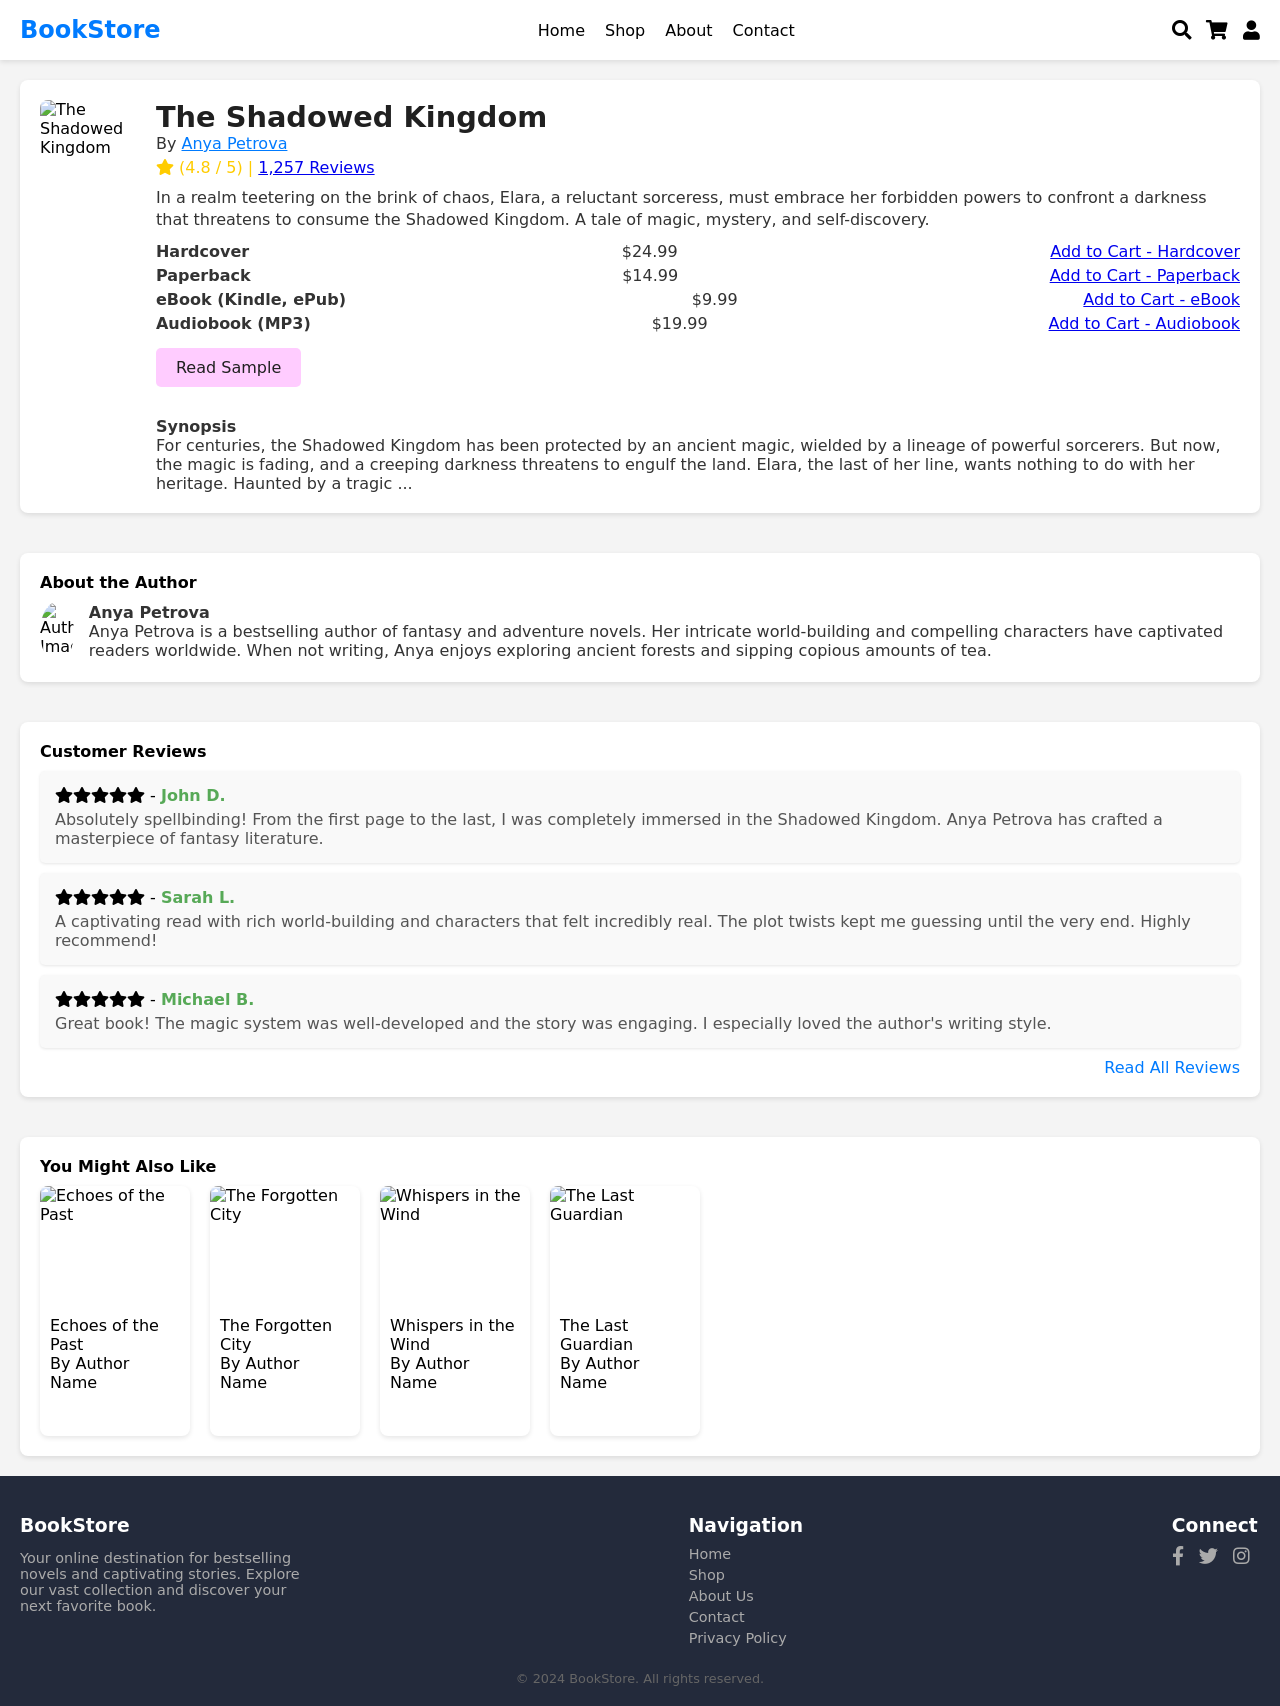 BookStore
Home Shop About Contact
The Shadowed Kingdom
The Shadowed Kingdom
By Anya Petrova
(4.8 / 5) | 1,257 Reviews
In a realm teetering on the brink of chaos, Elara, a reluctant sorceress, must embrace her forbidden powers to confront a darkness
that threatens to consume the Shadowed Kingdom. A tale of magic, mystery, and self-discovery.
Hardcover $24.99 Add to Cart - Hardcover
Paperback $14.99 Add to Cart - Paperback
eBook (Kindle, ePub) $9.99 Add to Cart - eBook
Audiobook (MP3) $19.99 Add to Cart - Audiobook
Read Sample
Synopsis
For centuries, the Shadowed Kingdom has been protected by an ancient magic, wielded by a lineage of powerful sorcerers. But now,
the magic is fading, and a creeping darkness threatens to engulf the land. Elara, the last of her line, wants nothing to do with her
heritage. Haunted by a tragic ...
About the Author
Anya Petrova
Anya Petrova is a bestselling author of fantasy and adventure novels. Her intricate world-building and compelling characters have captivated
readers worldwide. When not writing, Anya enjoys exploring ancient forests and sipping copious amounts of tea.
Customer Reviews
- John D.
Absolutely spellbinding! From the first page to the last, I was completely immersed in the Shadowed Kingdom. Anya Petrova has crafted a
masterpiece of fantasy literature.
- Sarah L.
A captivating read with rich world-building and characters that felt incredibly real. The plot twists kept me guessing until the very end. Highly
recommend!
- Michael B.
Great book! The magic system was well-developed and the story was engaging. I especially loved the author's writing style.
Read All Reviews
You Might Also Like
Echoes of the
Past
Echoes of the
Past
By Author
Name
The Forgotten
City
The Forgotten
City
By Author
Name
Whispers in the
Wind
Whispers in the
Wind
By Author
Name
The Last
Guardian
The Last
Guardian
By Author
Name
BookStore
Your online destination for bestselling
novels and captivating stories. Explore
our vast collection and discover your
next favorite book.
Navigation
Home
Shop
About Us
Contact
Privacy Policy
Connect
© 2024 BookStore. All rights reserved.